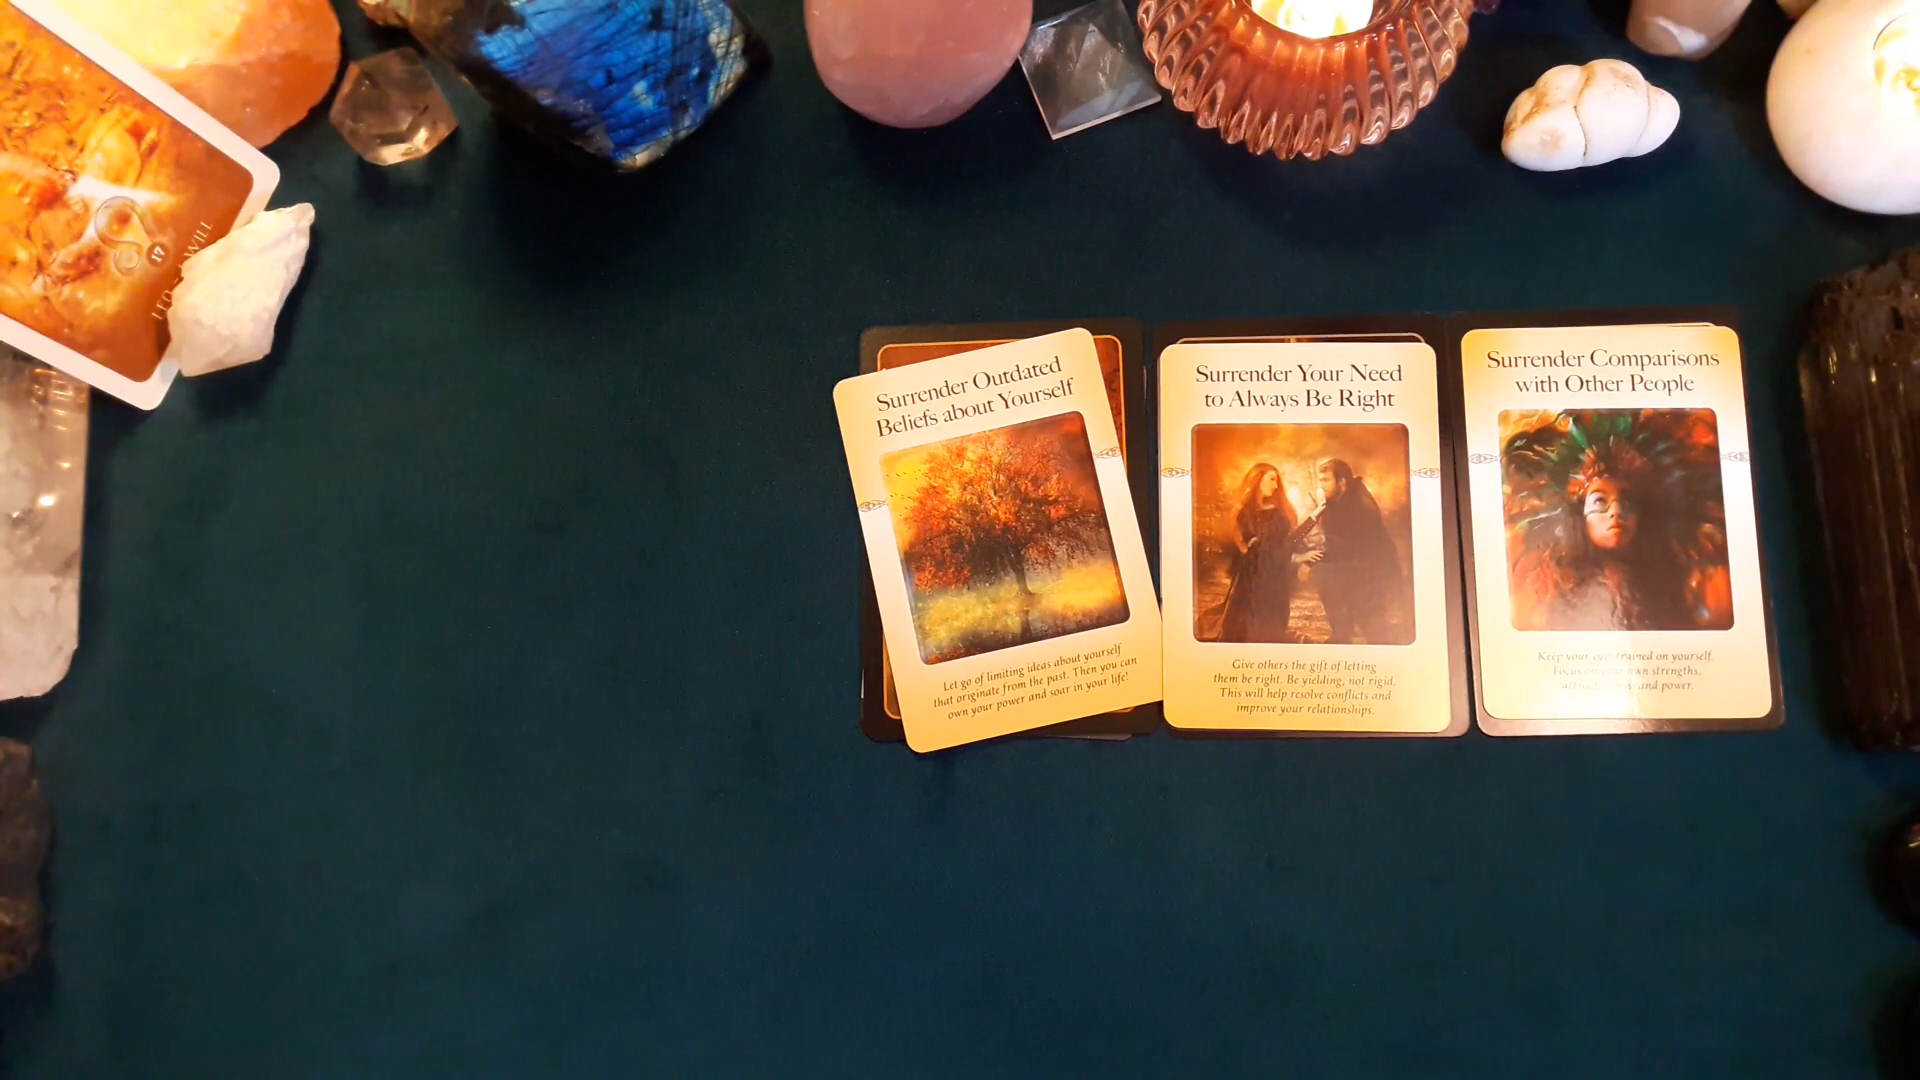 17
LEO - I WILL
Surrender Outdated
Beliefs about Yourself
Let go of limiting ideas about yourself
that originate from the past. Then you can
own your power and soar in your life!
Surrender Your Need
to Always Be Right
Give others the gift of letting
them be right. Be yielding, not rigid.
This will help resolve conflicts and
improve your relationships.
Surrender Comparisons
with Other People
Keep your eyes trained on yourself.
Focus on your own strengths,
and power.